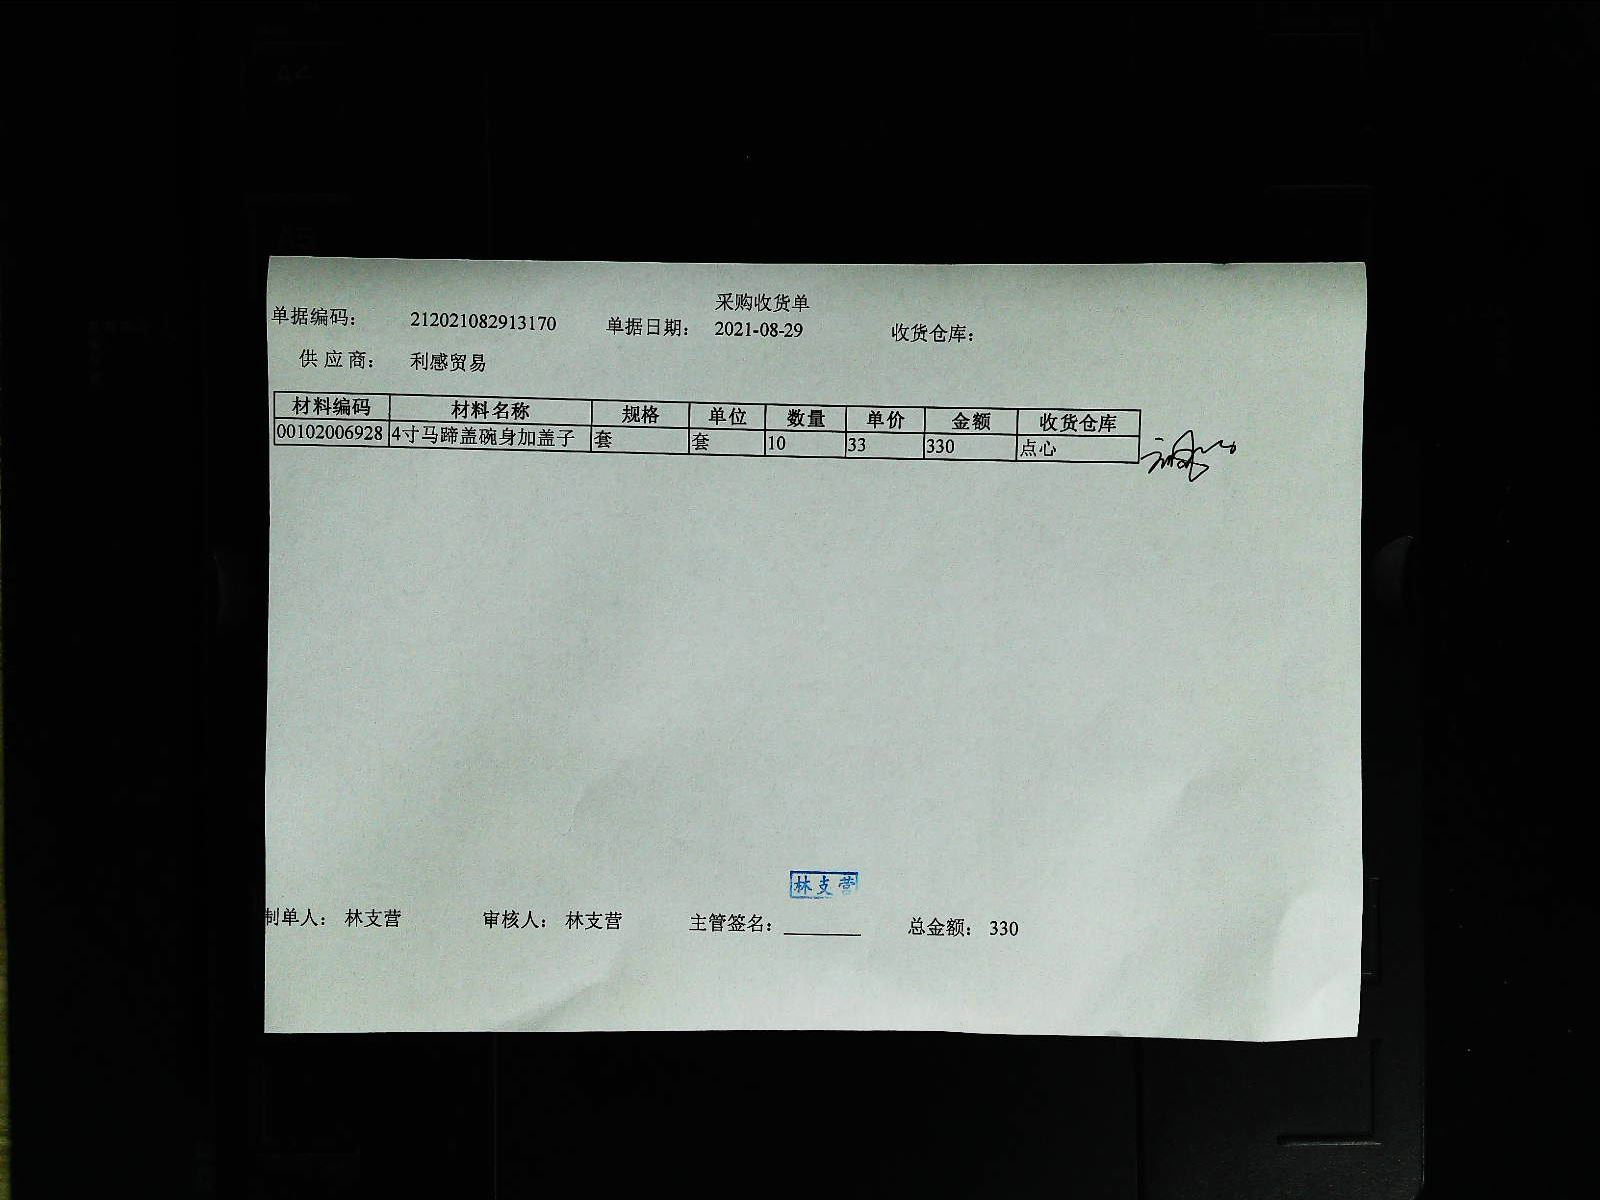 采购收货单
单据编码： 212021082913170 单据日期： 2021-08-29 收货仓库：
供应商： 利感贸易
材料编码 材料名称 规格 单位 数量 单价 金额 收货仓库
00102006928 4寸马蹄盖碗身加盖子 套 套 10 33 330 点心
林支营
制单人： 林支营 审核人： 林支营 主管签名： 总金额： 330